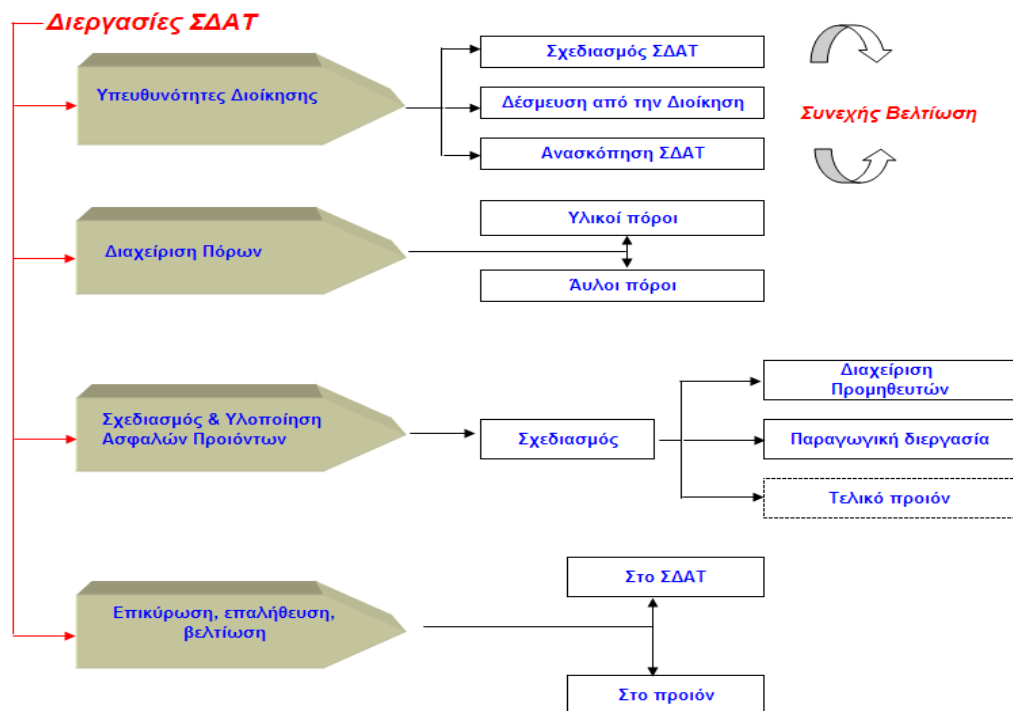 Διεργασίες ΣΔΑΤ
Υπευθυνότητες Διοίκησης
Σχεδιασμός ΣΔΑΤ
Δέσμευση από την Διοίκηση
Ανασκόπηση ΣΔΑΤ
Συνεχής Βελτίωση
Διαχείριση Πόρων
Υλικοί πόροι
Άυλοι πόροι
Σχεδιασμός & Υλοποίηση
Ασφαλών Προιόντων
Σχεδιασμός
Διαχείριση
Προμηθευτών
Παραγωγική διεργασία
Τελικό προιόν
Επικύρωση, επαλήθευση,
βελτίωση
Στο ΣΔΑΤ
Στο προιόν